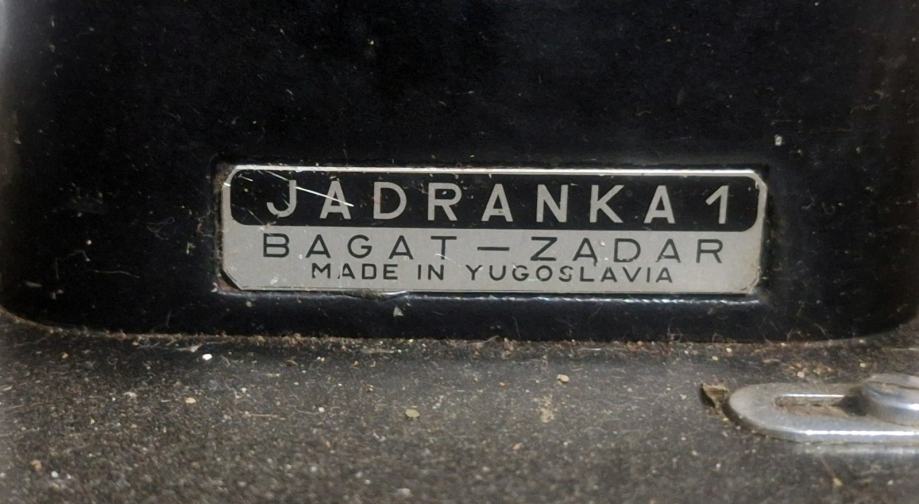 JADRANKA 1
BAGAT — ZADAR
MADE IN YUGOSLAVIA